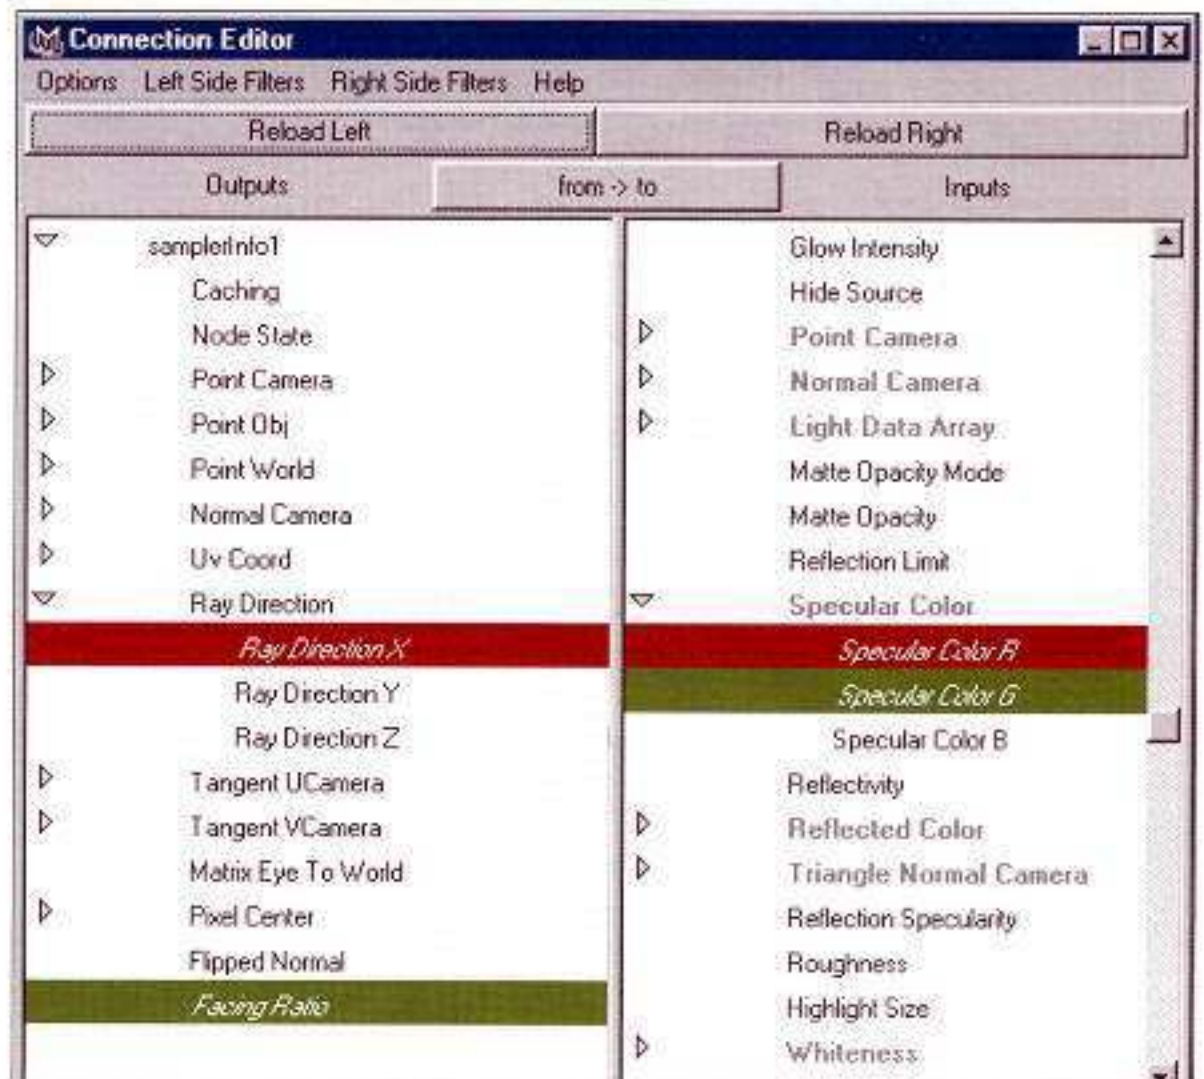 Connection Editor
Options Left Side Filters Right Side Filters Help
Reload Left Reload Right
Outputs from -> to Inputs
samplerInfo1
Caching
Node State
Point Camera
Point Obj
Point World
Normal Camera
Uv Coord
Ray Direction
Ray Direction X
Ray Direction Y
Ray Direction Z
Tangent UCamera
Tangent VCamera
Matrix Eye To World
Pixel Center
Flipped Normal
Facing Ratio
Glow Intensity
Hide Source
Point Camera
Normal Camera
Light Data Array
Matte Opacity Mode
Matte Opacity
Reflection Limit
Specular Color
Specular Color R
Specular Color G
Specular Color B
Reflectivity
Reflected Color
Triangle Normal Camera
Reflection Specularity
Roughness
Highlight Size
Whiteness